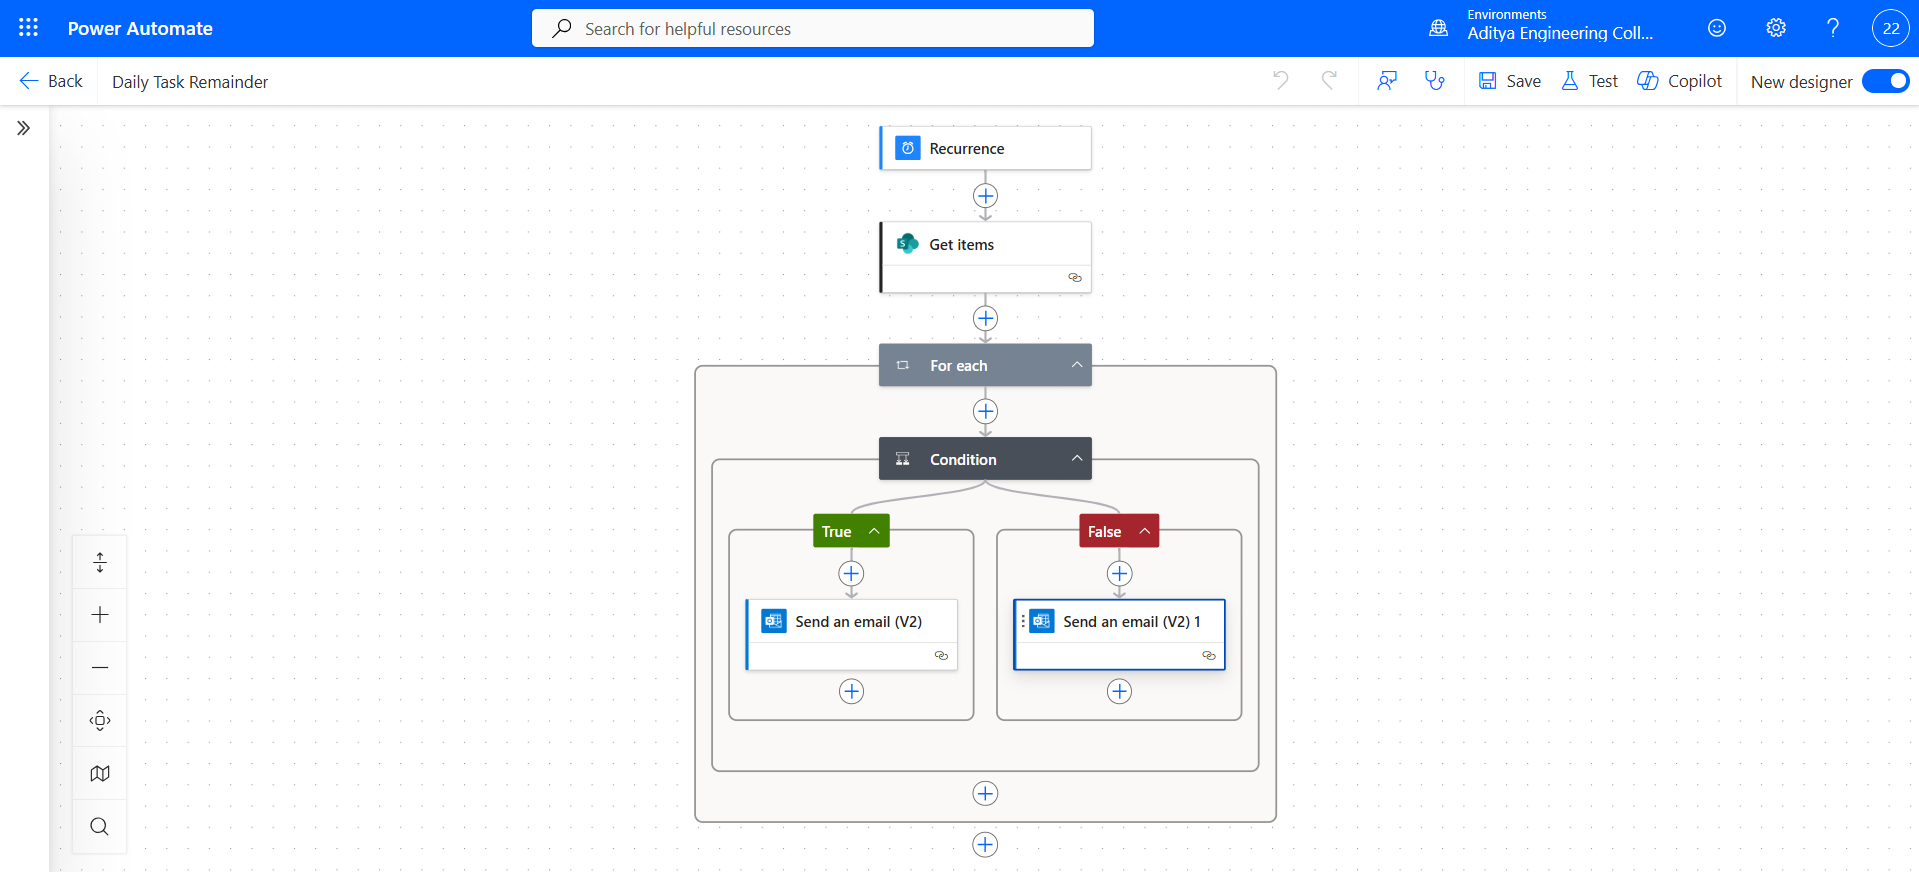 Power Automate
Search for helpful resources
Environments
Aditya Engineering Coll...
22
Back
Daily Task Remainder
Save
Test
Copilot
New designer
Recurrence
Get items
For each
Condition
True
False
Send an email (V2)
Send an email (V2) 1